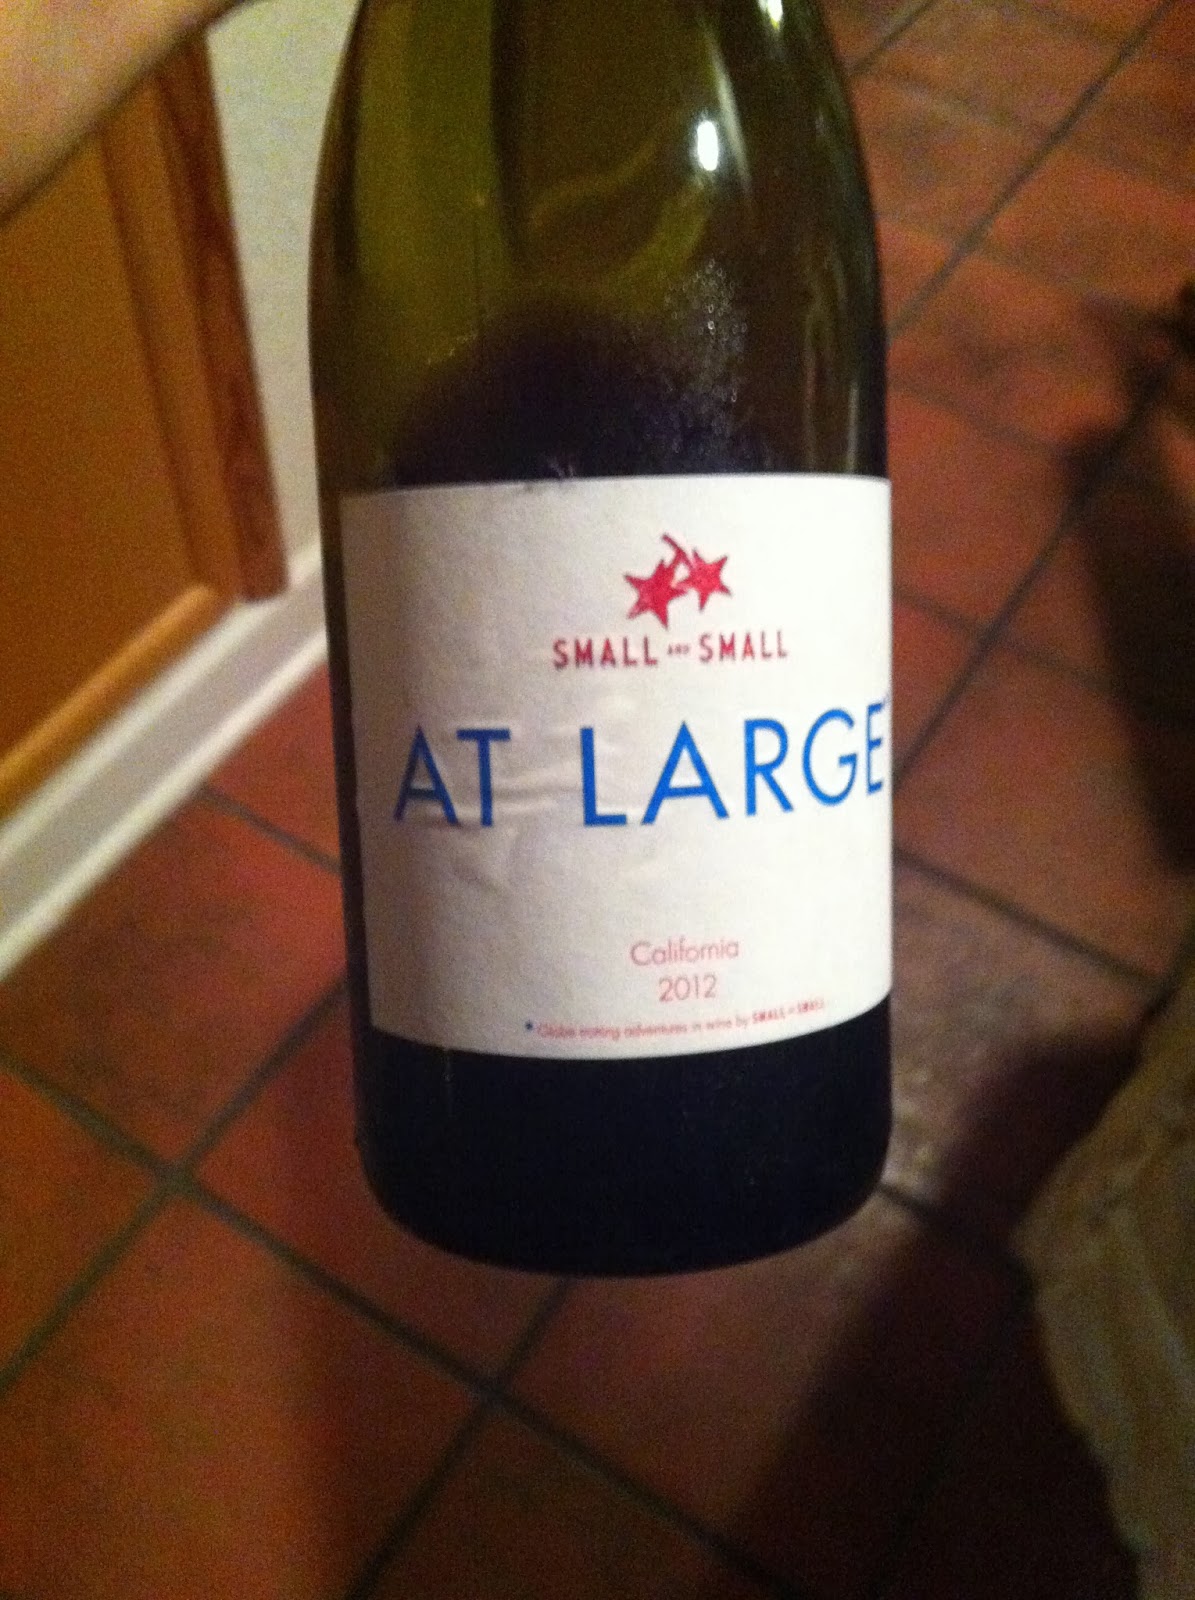 SMALL AND SMALL
AT LARGE*
California
2012
* Globe trotting adventures in wine by SMALL AND SMALL